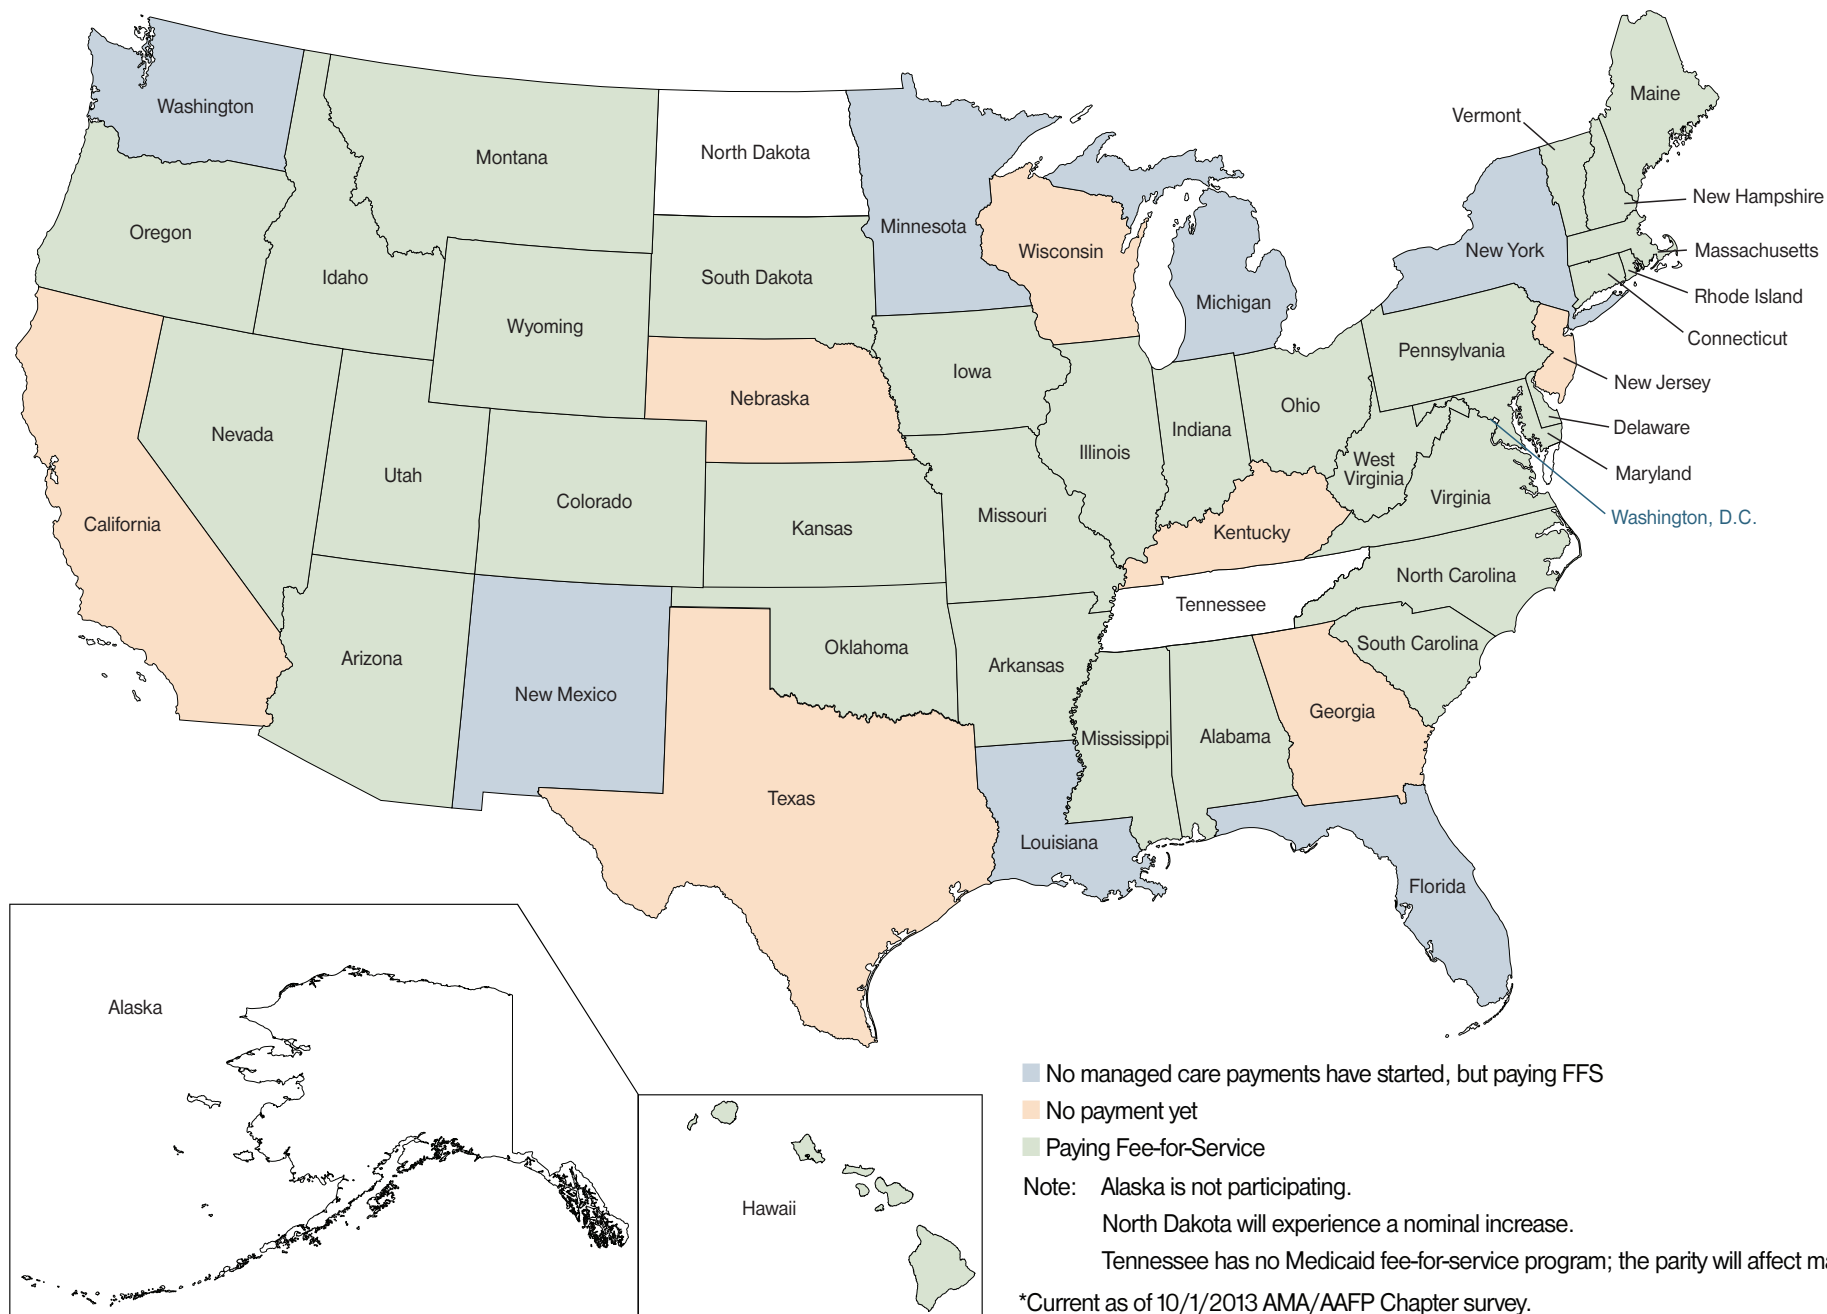 Washington
Montana
North Dakota
Minnesota
Vermont
Maine
Oregon
Idaho
South Dakota
Wisconsin
Michigan
New York
New Hampshire
Massachusetts
Rhode Island
Connecticut
Wyoming
Nebraska
Iowa
Pennsylvania
New Jersey
Nevada
Utah
Colorado
Kansas
Missouri
Illinois
Indiana
Ohio
West
Virginia
Virginia
Delaware
Maryland
Washington, D.C.
California
Kentucky
North Carolina
Tennessee
South Carolina
Arizona
New Mexico
Oklahoma
Arkansas
Mississippi
Alabama
Georgia
Texas
Louisiana
Florida
Alaska
Hawaii
No managed care payments have started, but paying FFS
No payment yet
Paying Fee-for-Service
Note: Alaska is not participating.
North Dakota will experience a nominal increase.
Tennessee has no Medicaid fee-for-service program; the parity will affect
*Current as of 10/1/2013 AMA/AAFP Chapter survey.